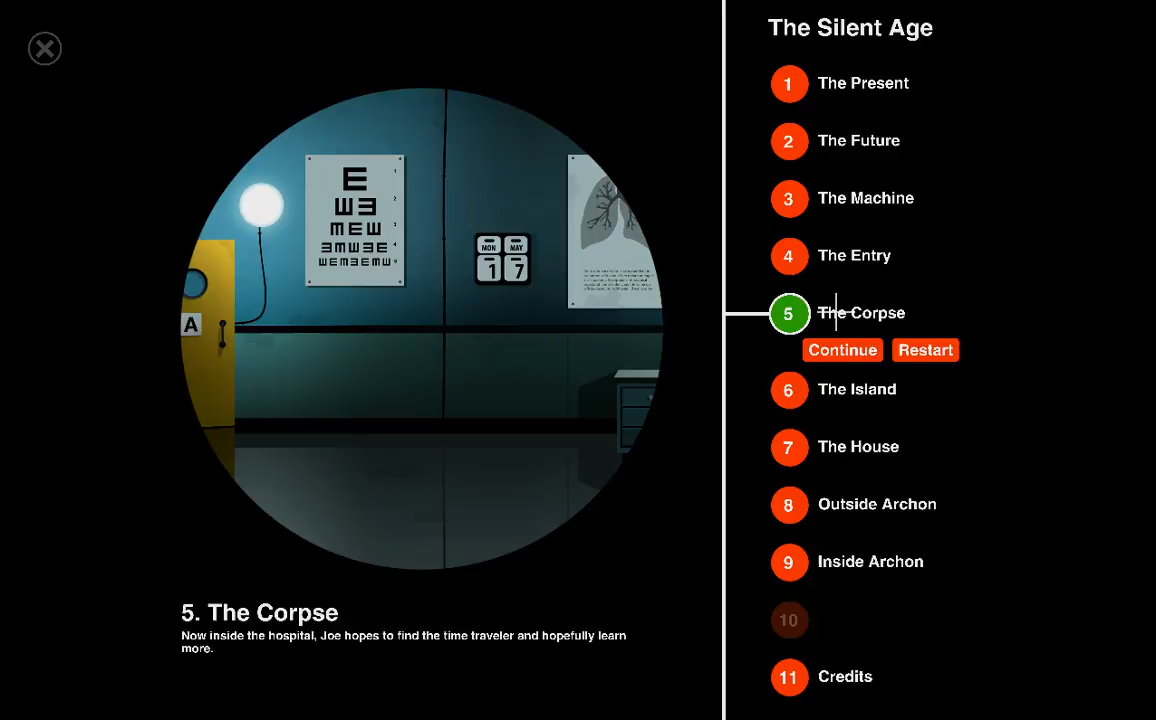 The Silent Age
1 The Present
2 The Future
3 The Machine
4 The Entry
5 The Corpse
Continue Restart
6 The Island
7 The House
8 Outside Archon
9 Inside Archon
10
11 Credits
E 1
MON MAY
17
A
5. The Corpse
Now inside the hospital, Joe hopes to find the time traveler and hopefully learn
more.